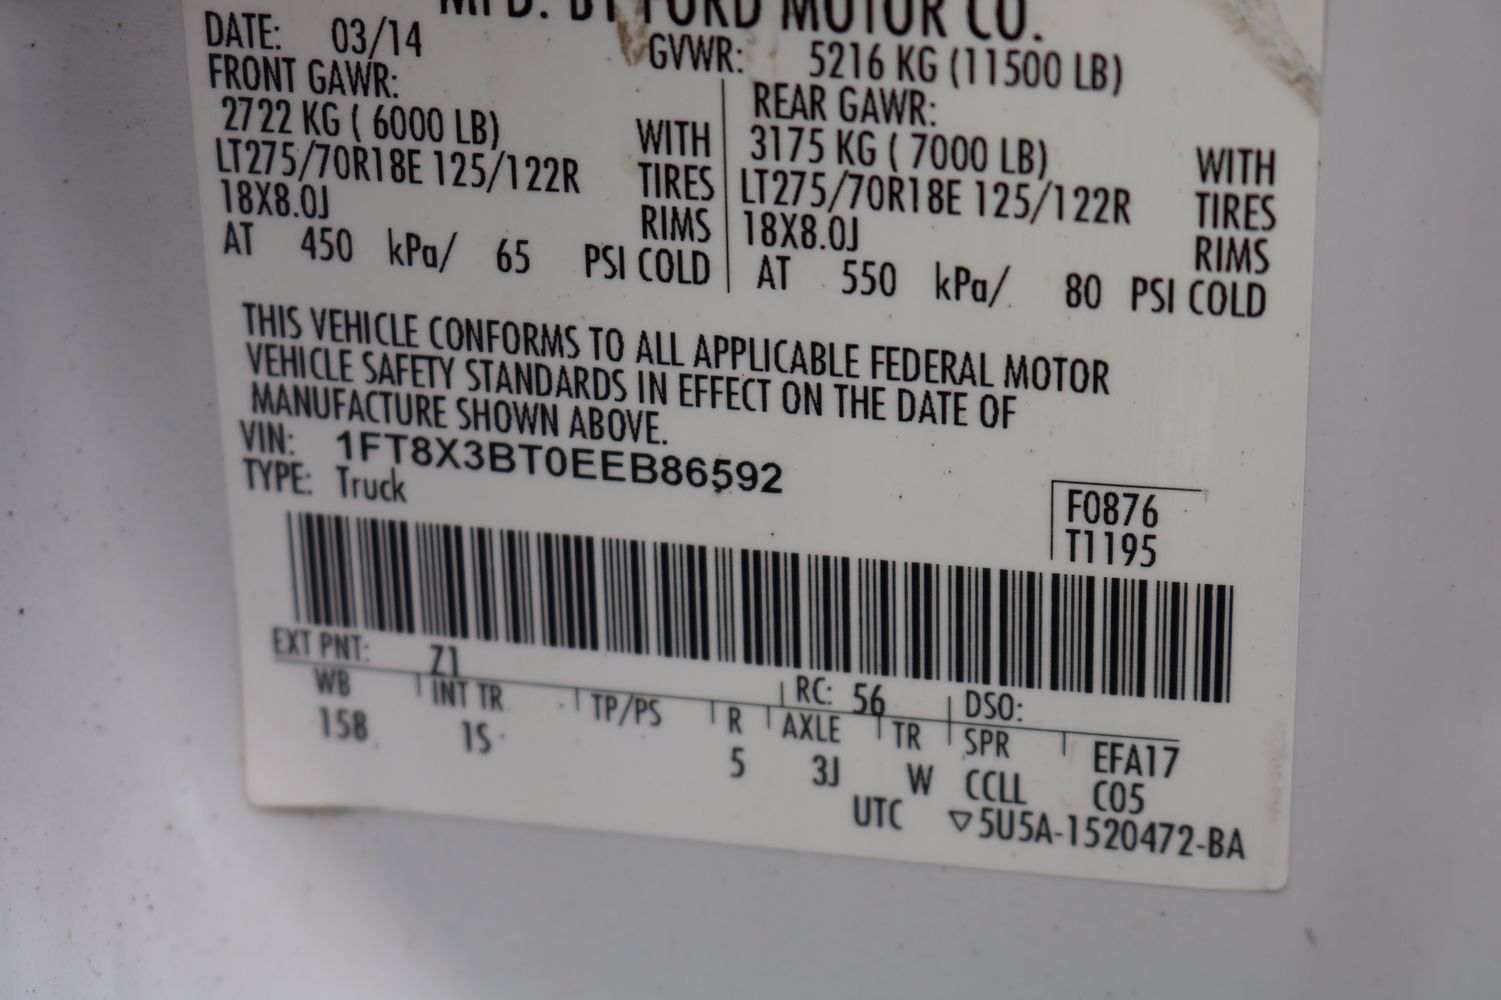 MFD. BY FORD MOTOR CO.
DATE: 03/14 GVWR: 5216 KG (11500 LB)
FRONT GAWR: REAR GAWR:
2722 KG ( 6000 LB) WITH 3175 KG ( 7000 LB) WITH
LT275/70R18E 125/122R TIRES LT275/70R18E 125/122R TIRES
18X8.0J RIMS 18X8.0J RIMS
AT 450 kPa/ 65 PSI COLD AT 550 kPa/ 80 PSI COLD
THIS VEHICLE CONFORMS TO ALL APPLICABLE FEDERAL MOTOR
VEHICLE SAFETY STANDARDS IN EFFECT ON THE DATE OF
MANUFACTURE SHOWN ABOVE.
VIN: 1FT8X3BT0EEB86592
TYPE: Truck
F0876
T1195
EXT PNT: Z1 RC: 56 DSO:
WB INT TR TP/PS R AXLE TR SPR EFA17
158 1S 5 3J W CCLL C05
UTC ▽5U5A-1520472-BA